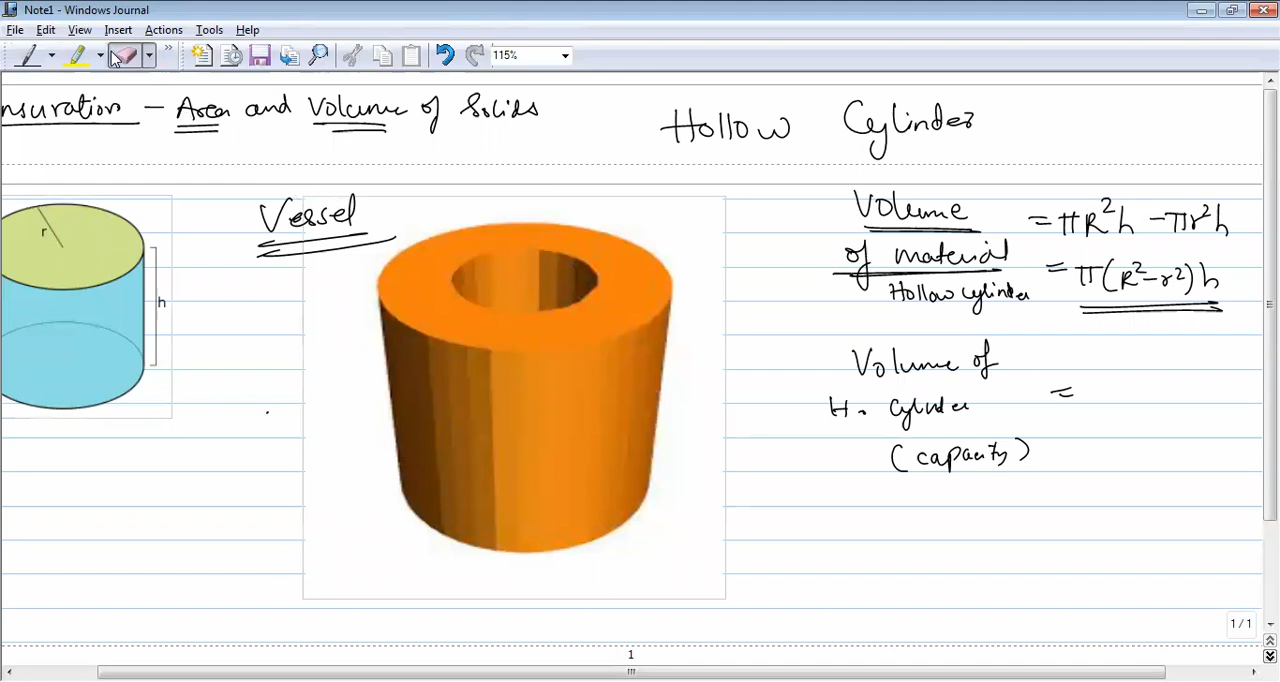 Note1 - Windows Journal
File Edit View Insert Actions Tools Help
115%
nsuration – Area and Volume of Solids
Hollow Cylinder
r
h
Vessel
Volume = πR²h - πr²h
of material = π(R²-r²)h
Hollow cylinder
Volume of
H. cylinder =
(capacity)
1 / 1
1